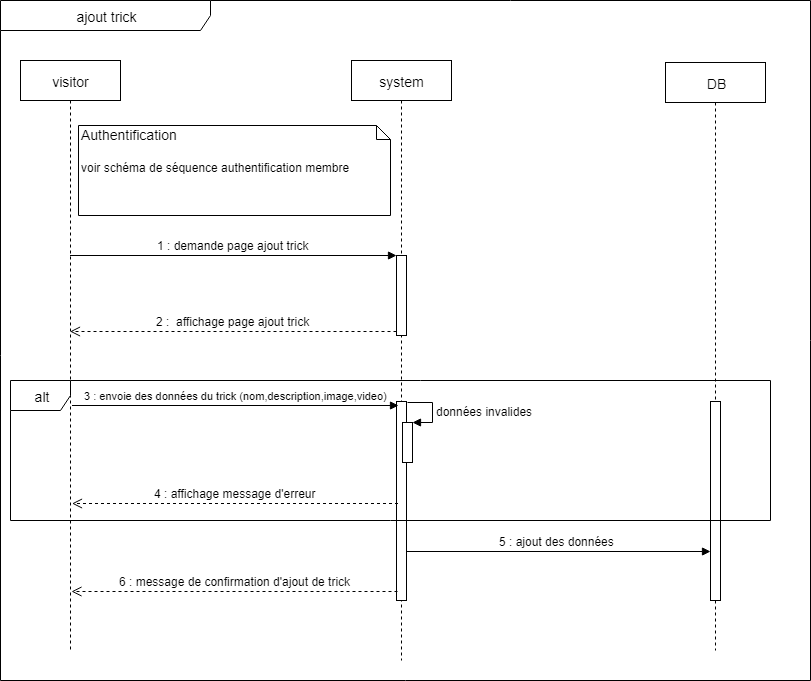 ajout trick
visitor
system
DB
Authentification
voir schéma de séquence authentification membre
1 : demande page ajout trick
2 : affichage page ajout trick
alt
3 : envoie des données du trick (nom,description,image,video)
données invalides
4 : affichage message d'erreur
5 : ajout des données
6 : message de confirmation d'ajout de trick